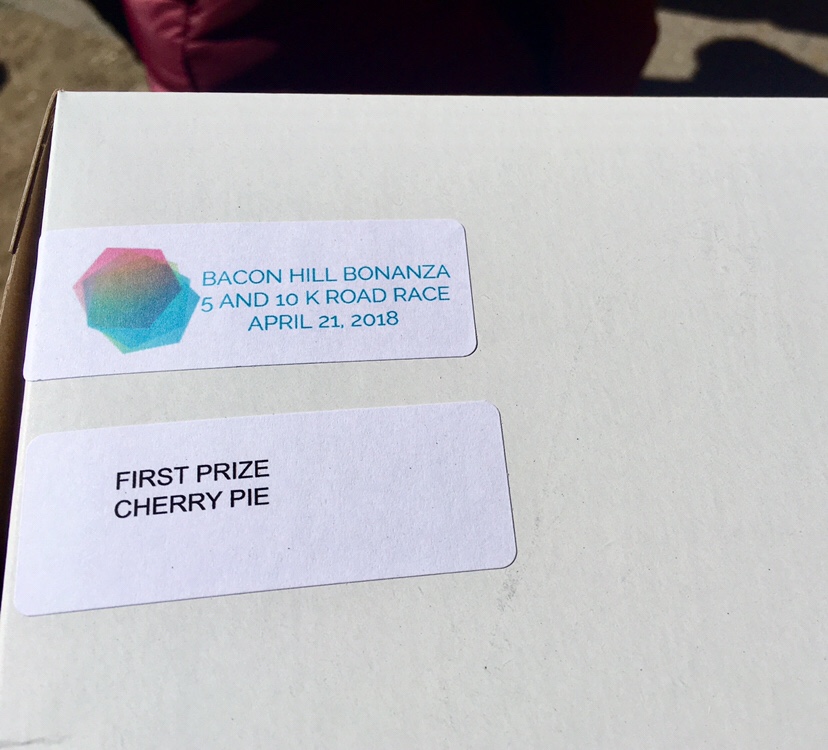 BACON HILL BONANZA
5 AND 10 K ROAD RACE
APRIL 21, 2018
FIRST PRIZE
CHERRY PIE